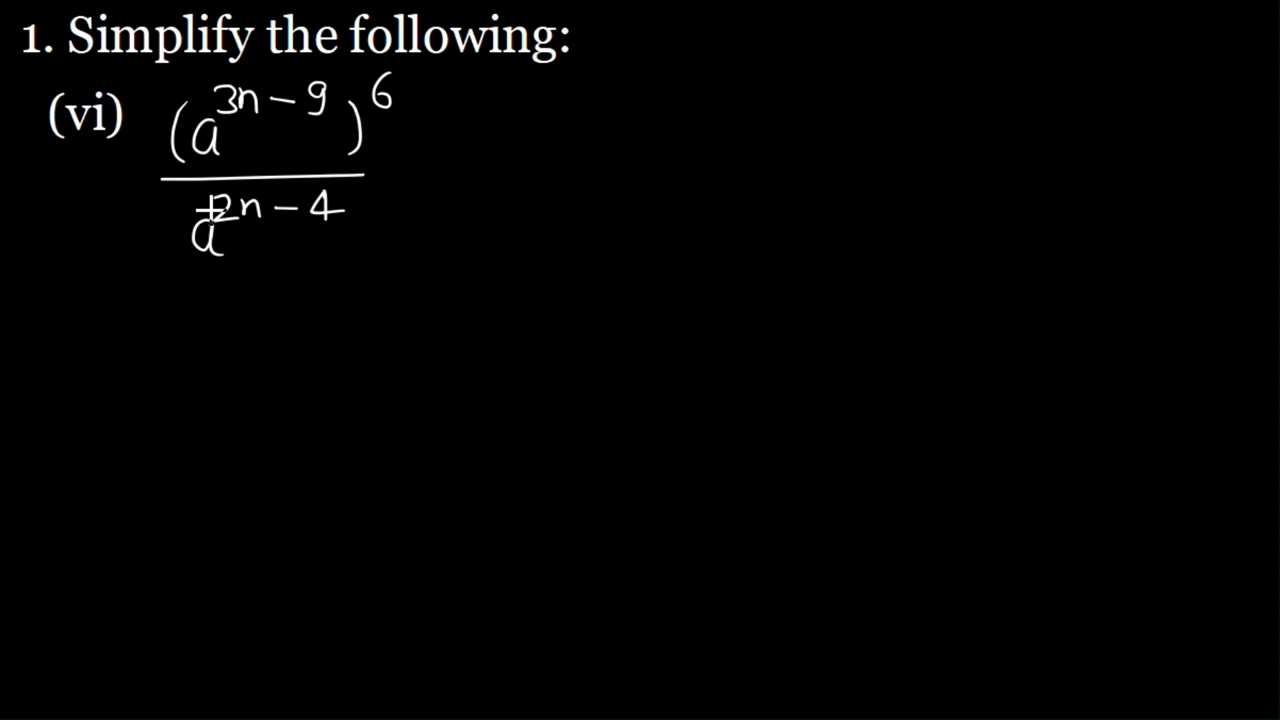 1. Simplify the following:
(vi) (a^{3n-9})^6
a^{2n-4}